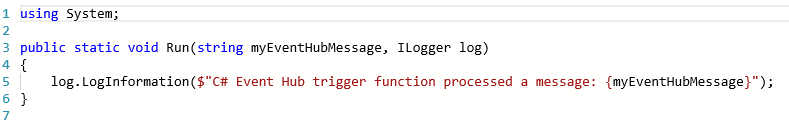 1 using System;
2
3 public static void Run(string myEventHubMessage, ILogger log)
4 {
5     log.LogInformation($"C# Event Hub trigger function processed a message: {myEventHubMessage}");
6 }
7